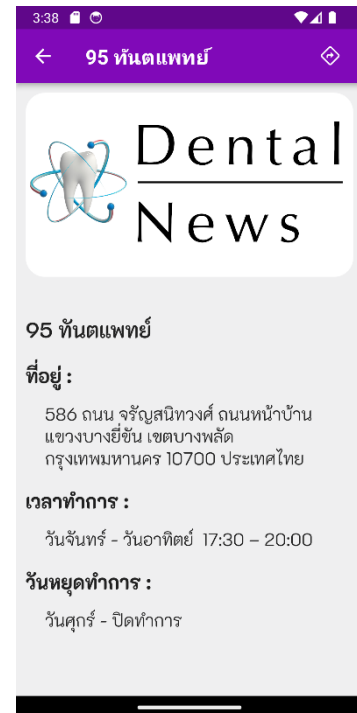 3:38
95 ทันตแพทย์
Dental
News
95 ทันตแพทย์
ที่อยู่ :
586 ถนน จรัญสนิทวงศ์ ถนนหน้าบ้าน
แขวงบางยี่ขัน เขตบางพลัด
กรุงเทพมหานคร 10700 ประเทศไทย
เวลาทำการ :
วันจันทร์ - วันอาทิตย์ 17:30 – 20:00
วันหยุดทำการ :
วันศุกร์ - ปิดทำการ